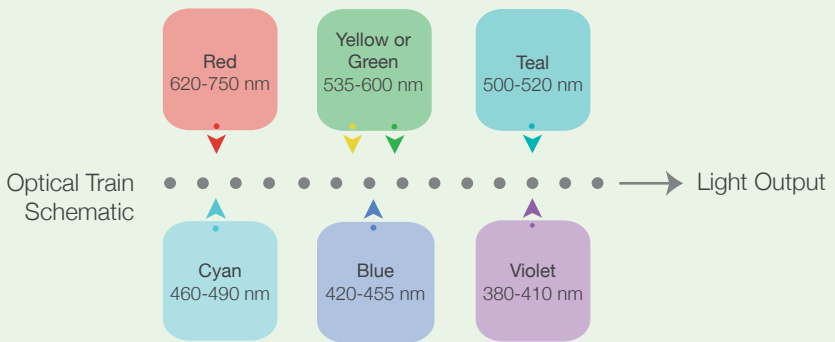 Red
620-750 nm
Yellow or
Green
535-600 nm
Teal
500-520 nm
Optical Train
Schematic
Light Output
Cyan
460-490 nm
Blue
420-455 nm
Violet
380-410 nm